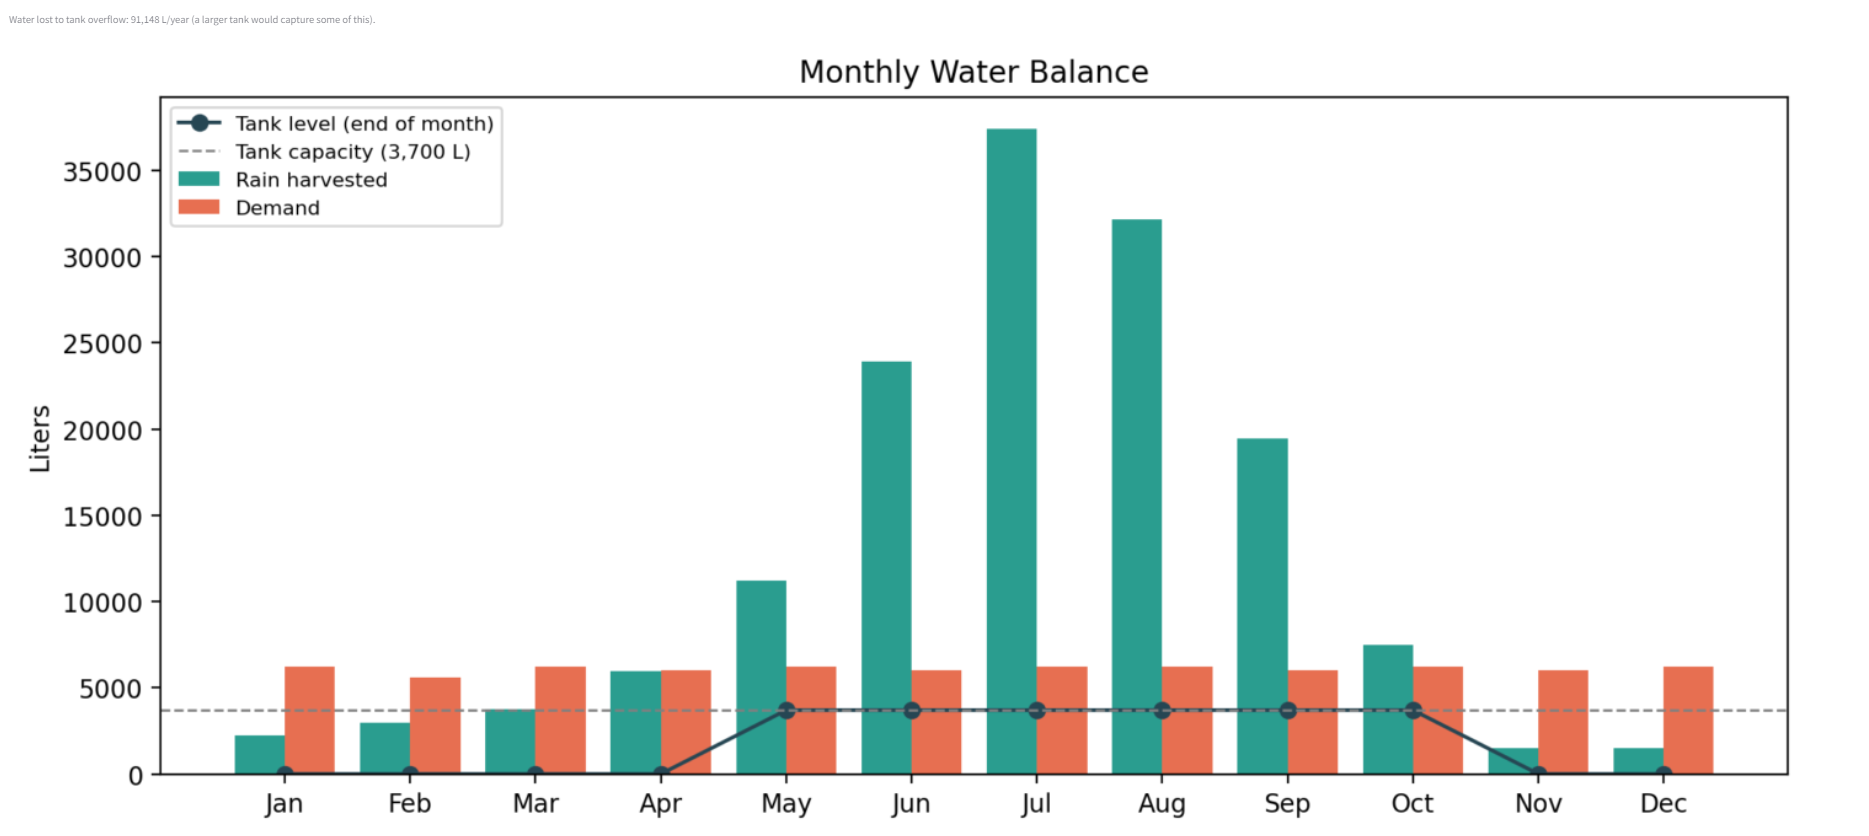 Water lost to tank overflow: 91,148 L/year (a larger tank would capture some of this).
Monthly Water Balance
Tank level (end of month)
Tank capacity (3,700 L)
Rain harvested
Demand
35000
30000
25000
20000
15000
10000
5000
0
Liters
Jan Feb Mar Apr May Jun Jul Aug Sep Oct Nov Dec